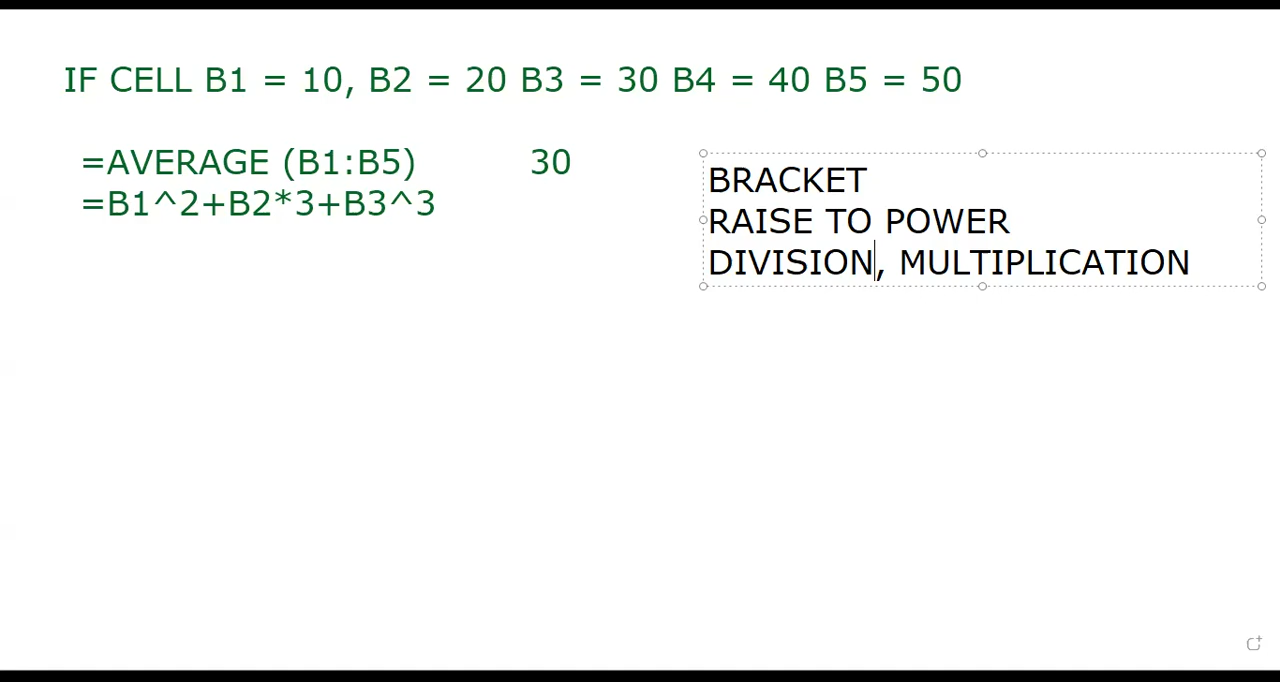 IF CELL B1 = 10, B2 = 20 B3 = 30 B4 = 40 B5 = 50
=AVERAGE (B1:B5) 30
=B1^2+B2*3+B3^3
BRACKET
RAISE TO POWER
DIVISION, MULTIPLICATION